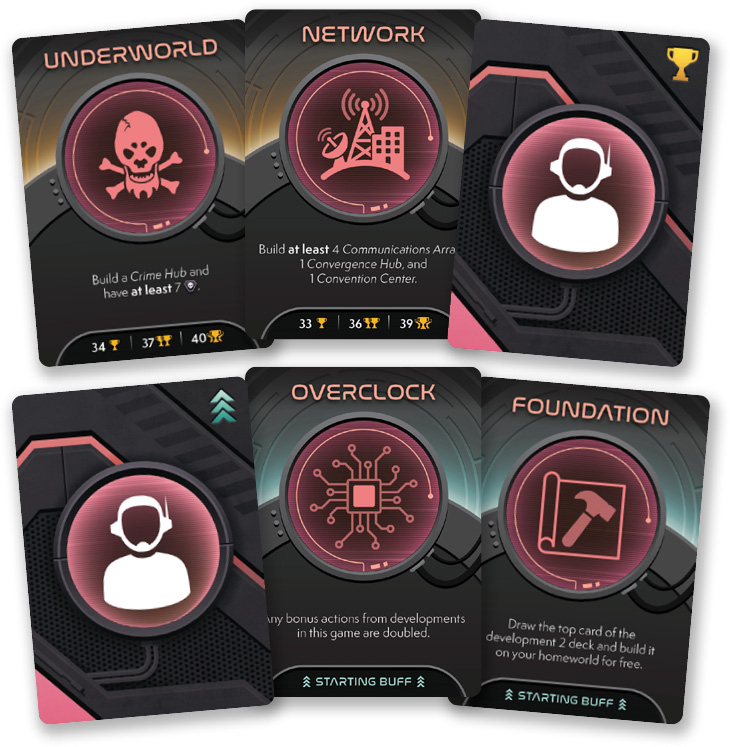 UNDERWORLD
Build a Crime Hub and
have at least 7
34 37 40
NETWORK
Build at least 4 Communications Arra
1 Convergence Hub, and
1 Convention Center.
33 36 39
OVERCLOCK
Any bonus actions from developments
in this game are doubled.
STARTING BUFF
FOUNDATION
Draw the top card of the
development 2 deck and build it
on your homeworld for free.
STARTING BUFF